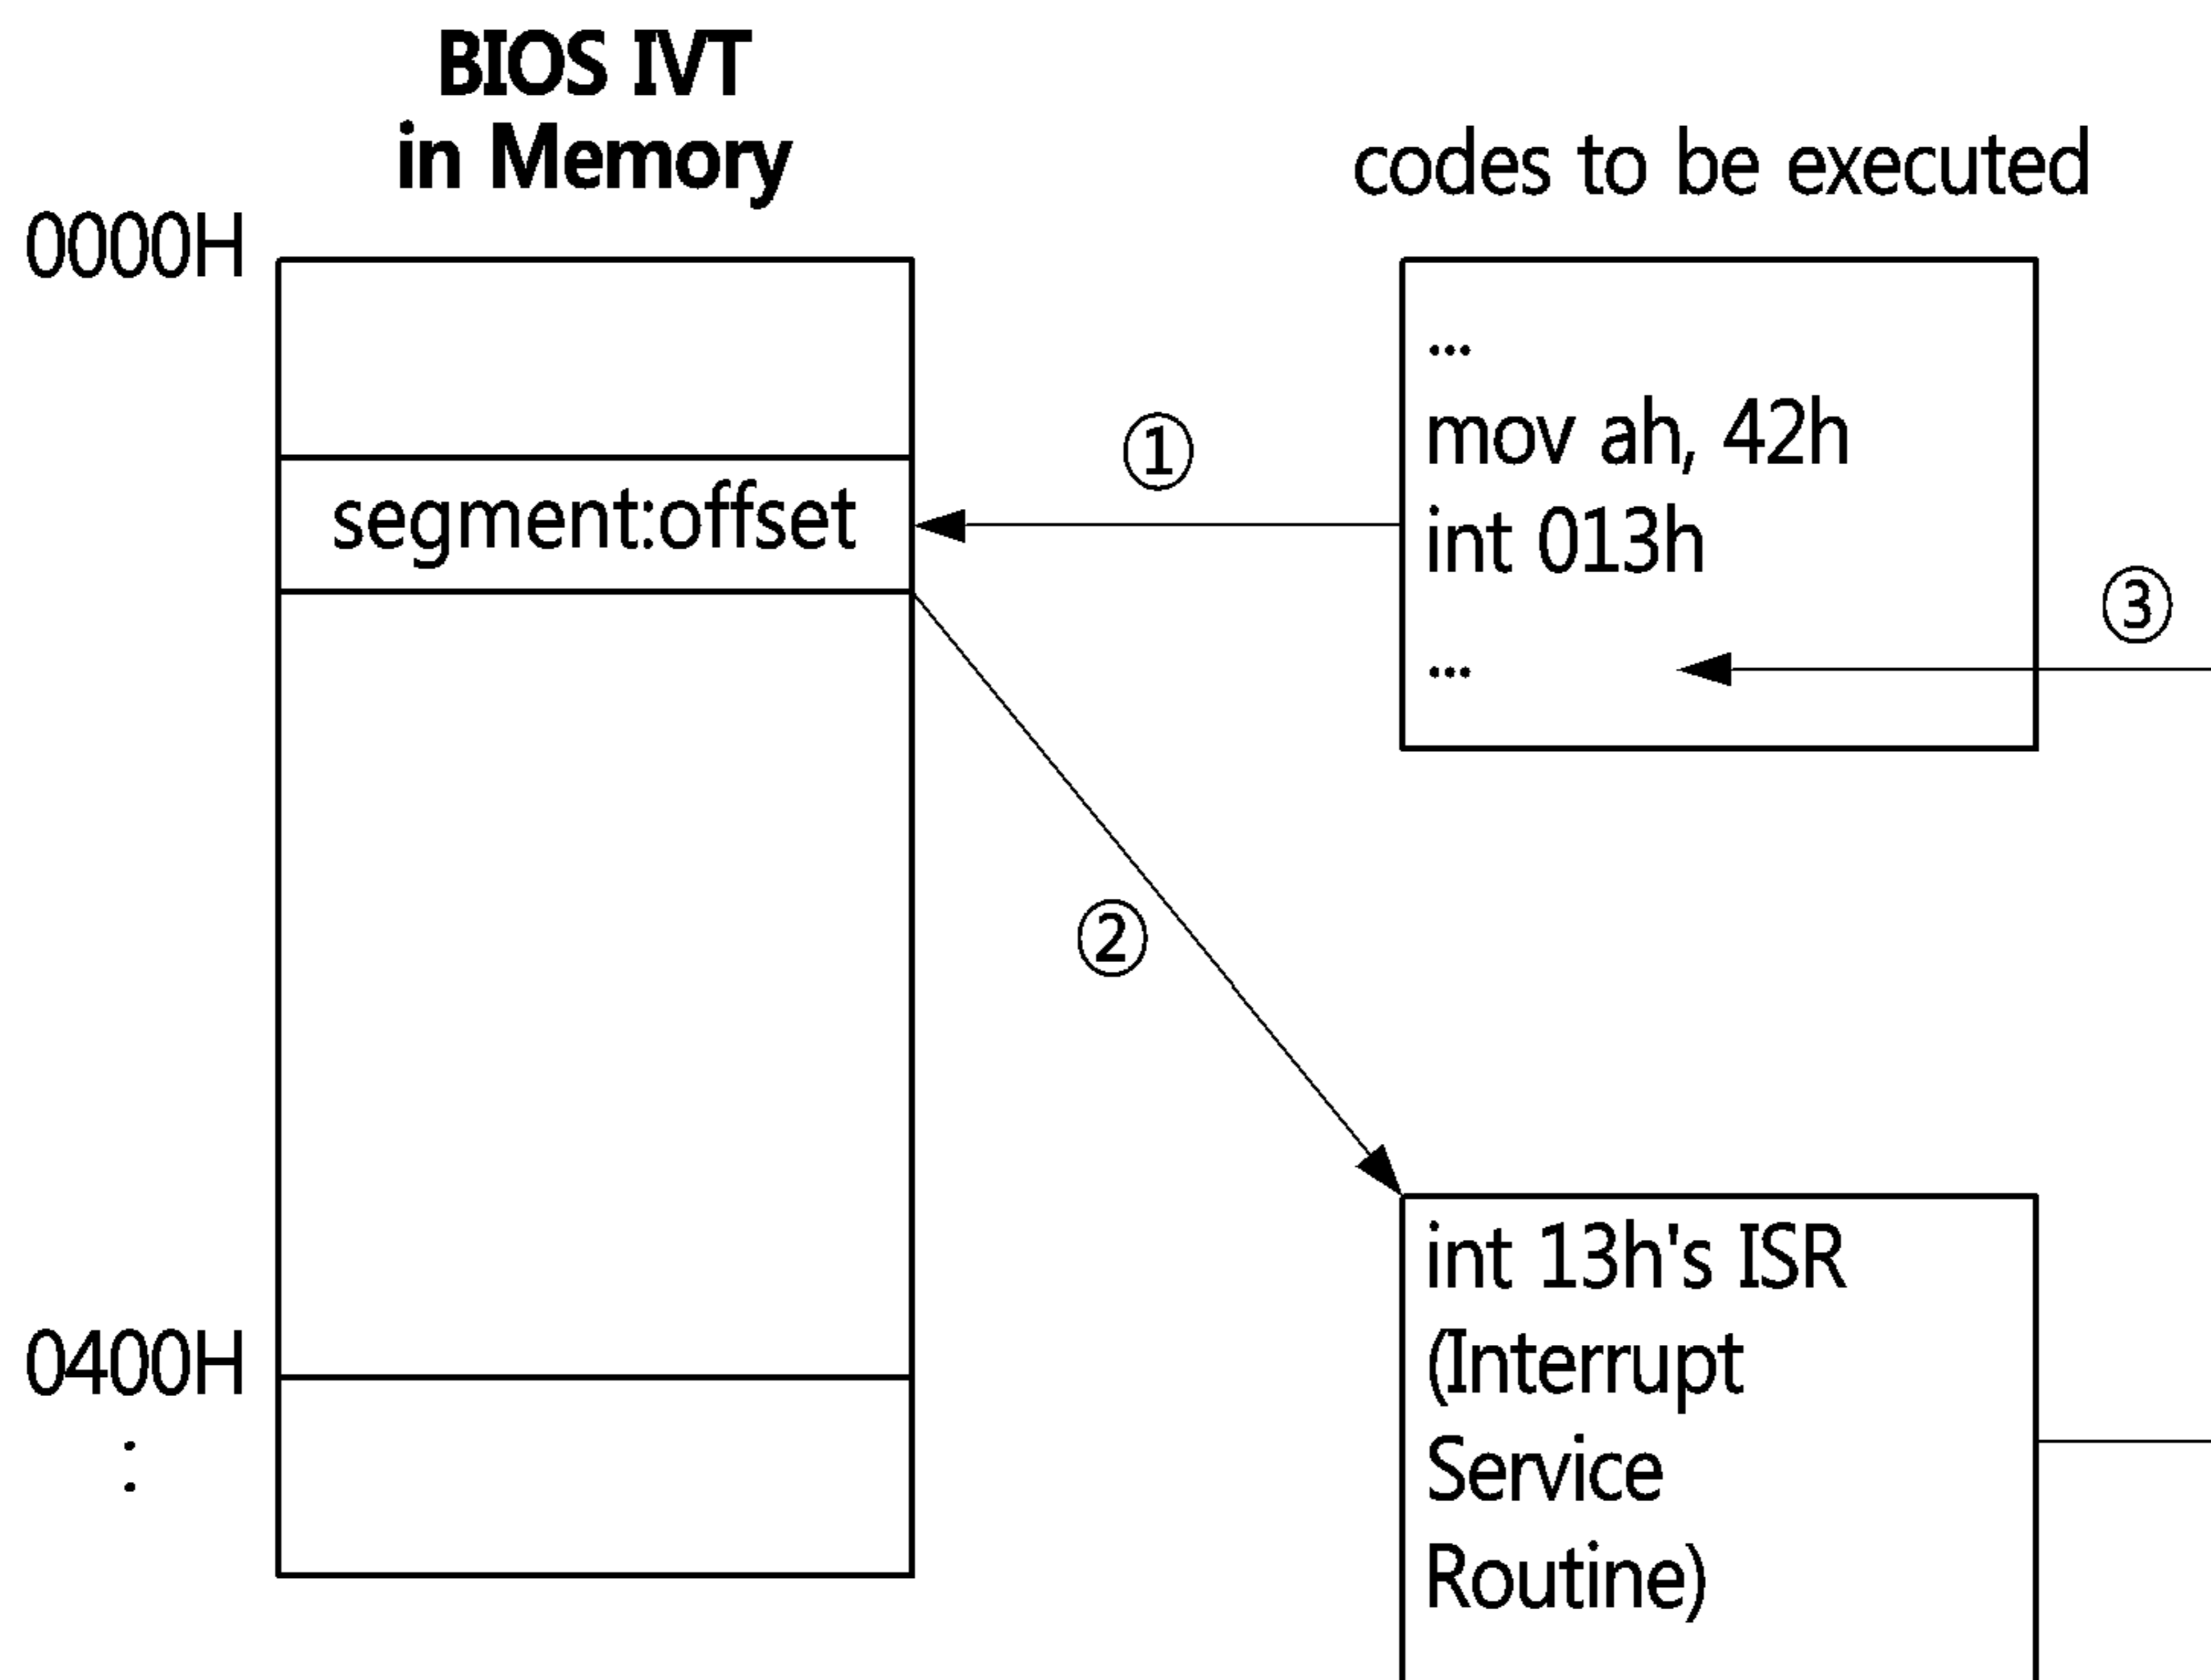 BIOS IVT
in Memory
0000H
segment:offset
0400H
:
codes to be executed
...
mov ah, 42h
int 013h
...
①
②
③
int 13h's ISR
(Interrupt
Service
Routine)